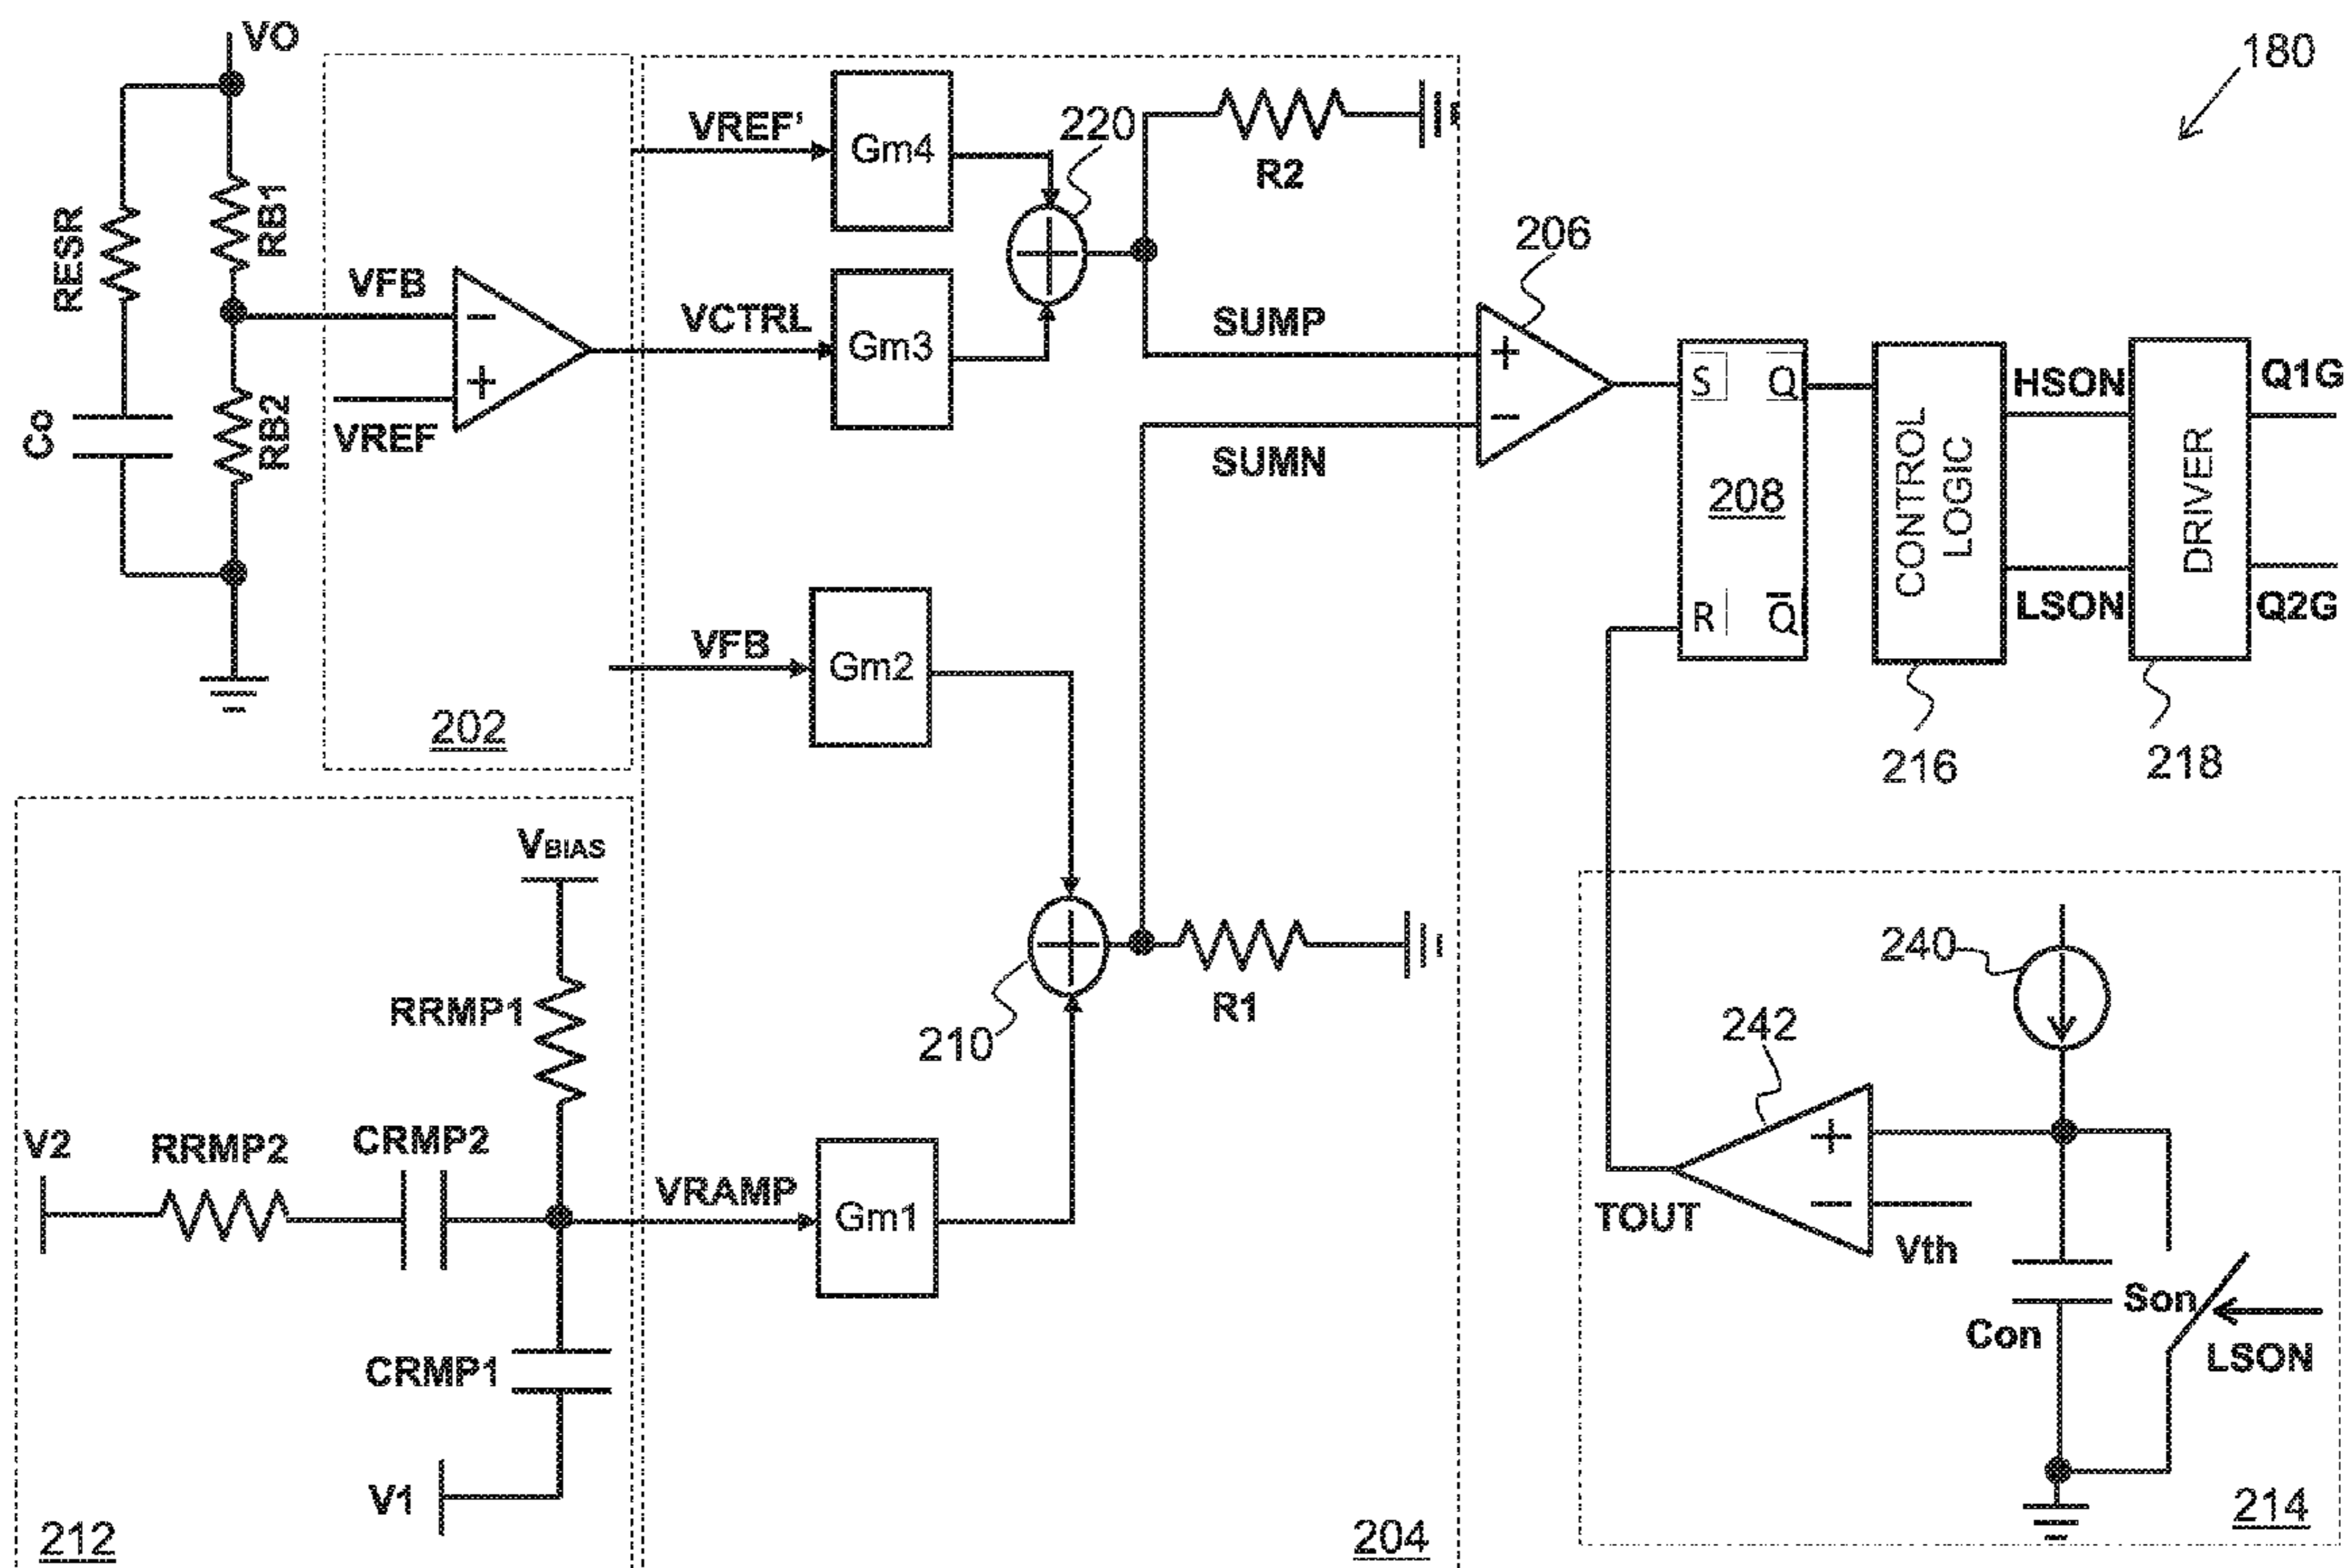 VO
180
VREF'
Gm4
220
R2
RESR
RB1
VFB
-
+
VREF
VCTRL
Gm3
206
SUMP
+
-
SUMN
S Q
208
R Q̅
CONTROL LOGIC
HSON
LSON
DRIVER
Q1G
Q2G
Co
RB2
202
VFB
Gm2
216
218
VBIAS
RRMP1
210
R1
240
242
V2
RRMP2
CRMP2
VRAMP
Gm1
+
-
TOUT
Vth
Con
Son
LSON
CRMP1
V1
212
204
214